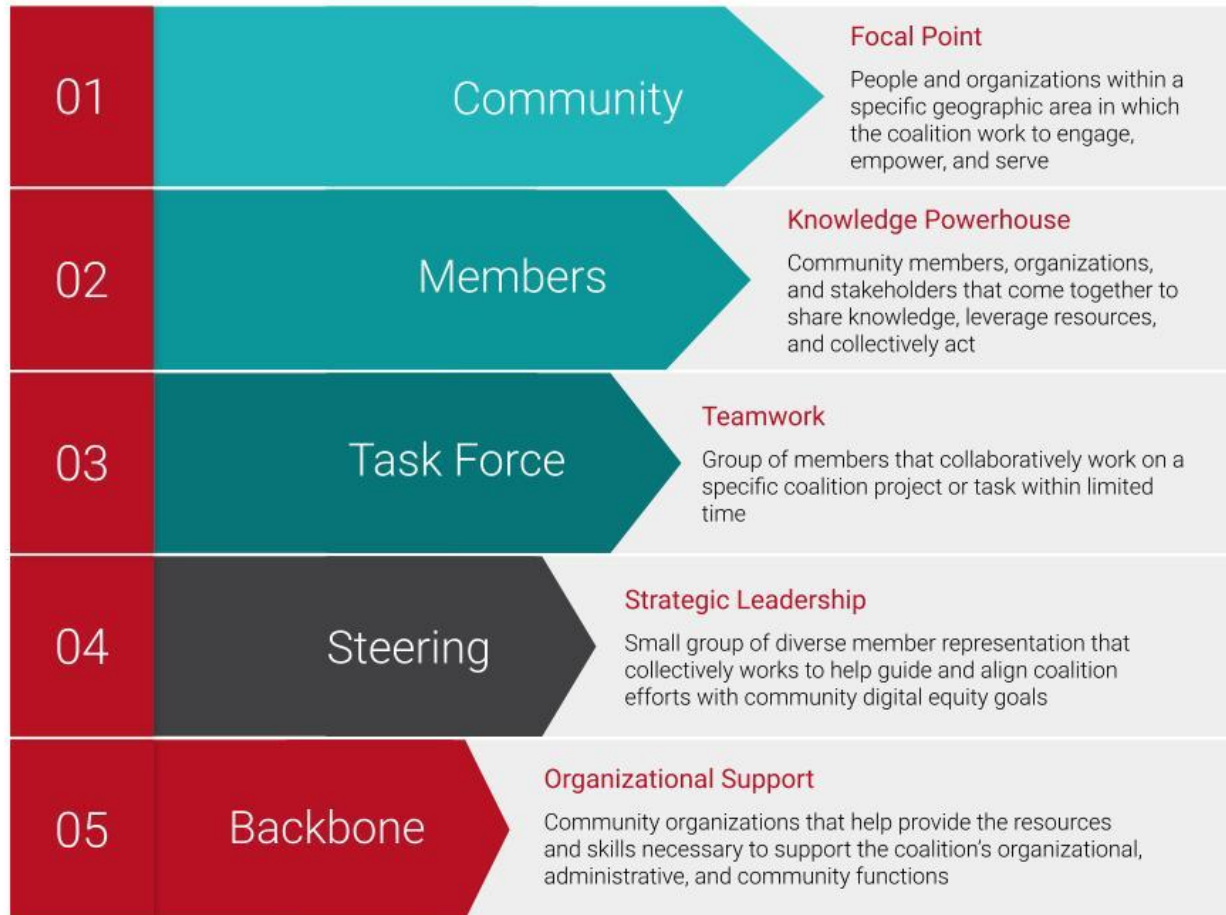 01
Community
Focal Point
People and organizations within a
specific geographic area in which
the coalition work to engage,
empower, and serve
02
Members
Knowledge Powerhouse
Community members, organizations,
and stakeholders that come together to
share knowledge, leverage resources,
and collectively act
03
Task Force
Teamwork
Group of members that collaboratively work on a
specific coalition project or task within limited
time
04
Steering
Strategic Leadership
Small group of diverse member representation that
collectively works to help guide and align coalition
efforts with community digital equity goals
05
Backbone
Organizational Support
Community organizations that help provide the resources
and skills necessary to support the coalition’s organizational,
administrative, and community functions